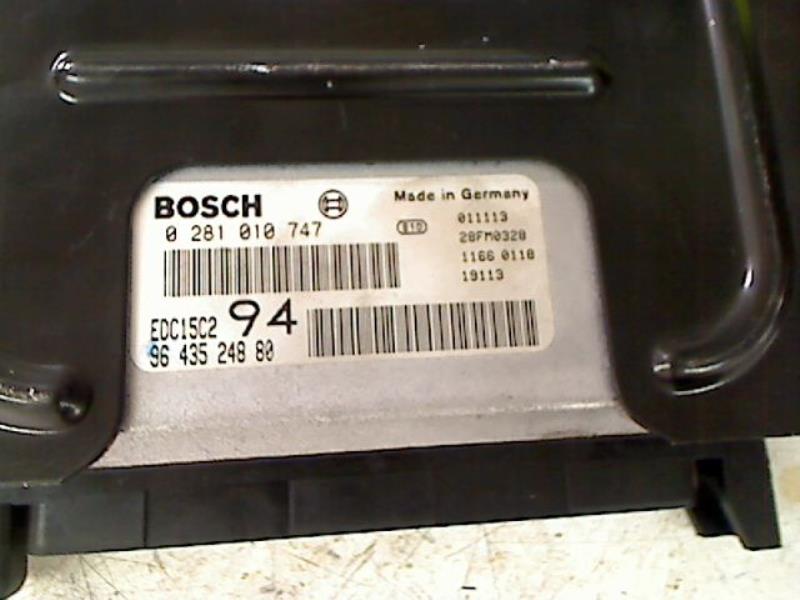 BOSCH
Made in Germany
0 281 010 747
011113
28FM0328
1166 0118
19113
EDC15C2
94
96 435 248 80